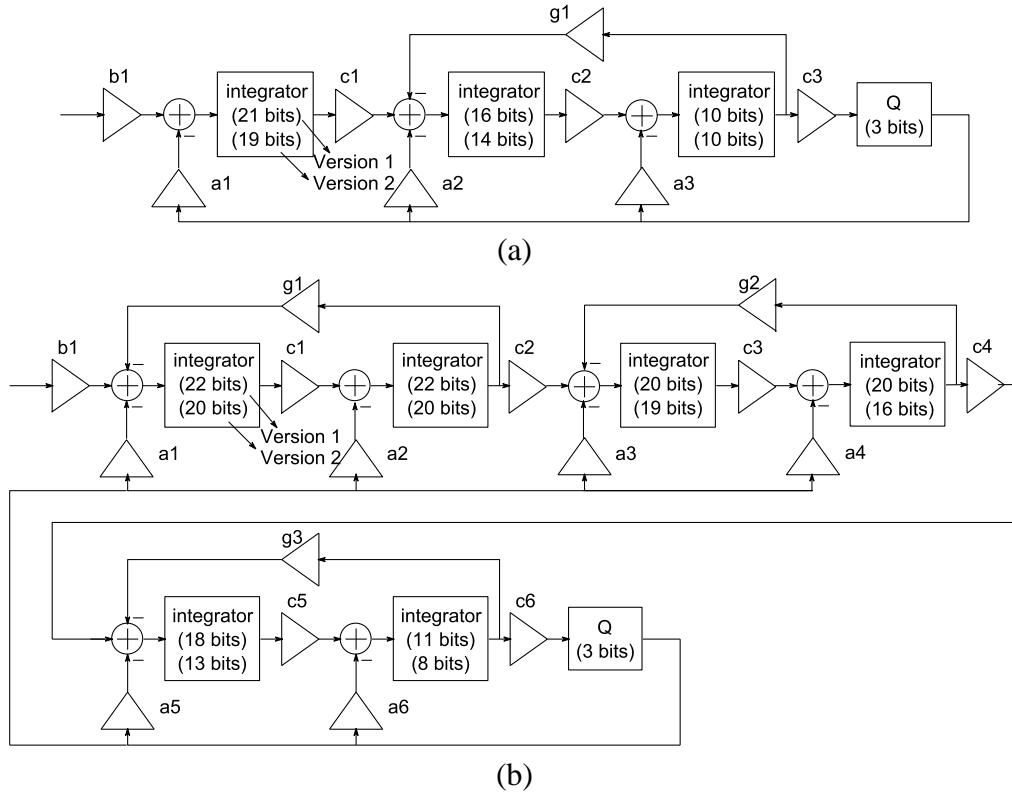 g1
b1
c1
c2
c3
integrator
(21 bits)
(19 bits)
integrator
(16 bits)
(14 bits)
integrator
(10 bits)
(10 bits)
Q
(3 bits)
Version 1
Version 2
a1
a2
a3
(a)
g1
g2
b1
c1
c2
c3
c4
integrator
(22 bits)
(20 bits)
integrator
(22 bits)
(20 bits)
integrator
(20 bits)
(19 bits)
integrator
(20 bits)
(16 bits)
Version 1
Version 2
a1
a2
a3
a4
g3
c5
c6
integrator
(18 bits)
(13 bits)
integrator
(11 bits)
(8 bits)
Q
(3 bits)
a5
a6
(b)